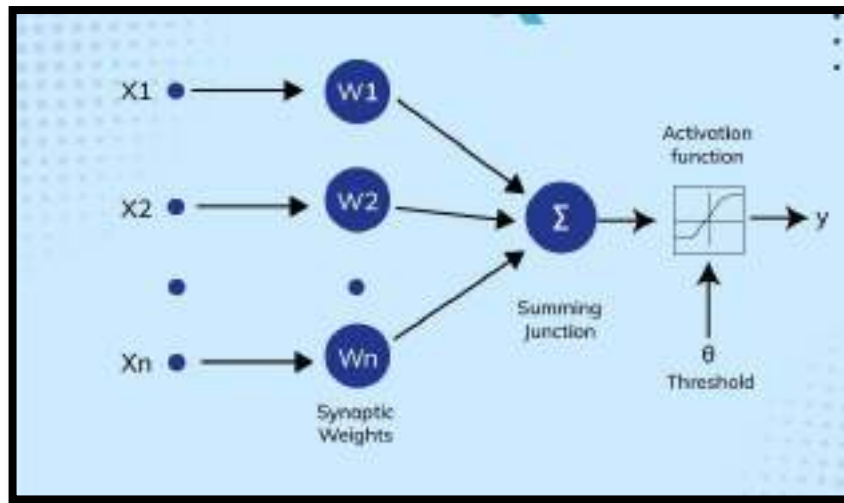 X1
W1
Activation
function
X2
W2
Σ
y
Summing
Junction
Xn
Wn
θ
Threshold
Synaptic
Weights